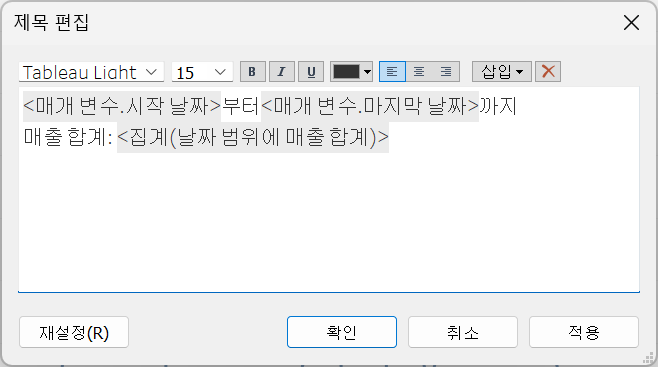 제목 편집
Tableau Light 15 B I U 삽입
<매개 변수.시작 날짜>부터<매개 변수.마지막 날짜>까지
매출 합계: <집계(날짜 범위에 매출 합계)>
재설정(R) 확인 취소 적용